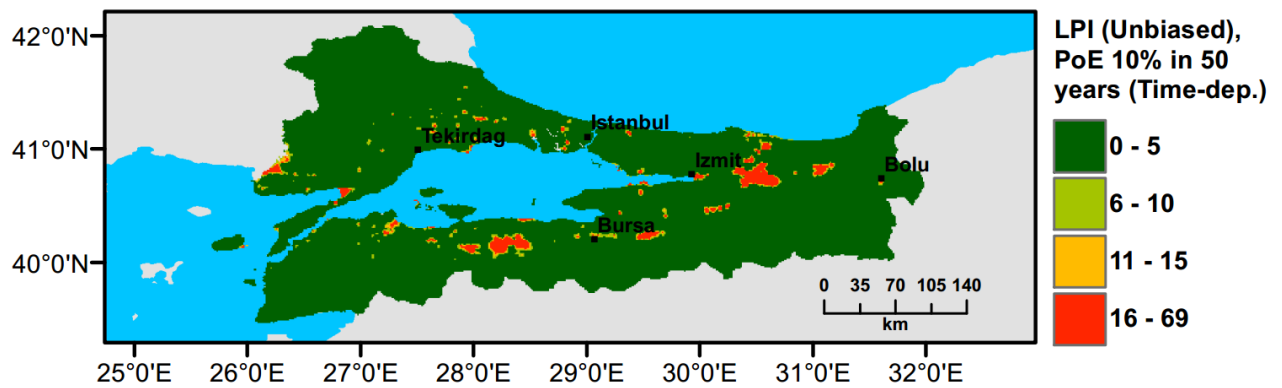 42°0'N
41°0'N
40°0'N
25°0'E
26°0'E
27°0'E
28°0'E
29°0'E
30°0'E
31°0'E
32°0'E
Istanbul
Tekirdag
Izmit
Bolu
Bursa
0 35 70 105 140
km
LPI (Unbiased),
PoE 10% in 50
years (Time-dep.)
0 - 5
6 - 10
11 - 15
16 - 69